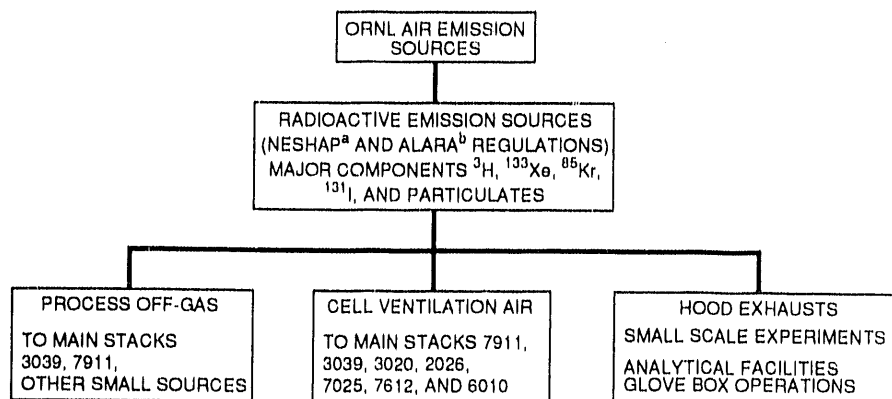 ORNL AIR EMISSION
SOURCES
RADIOACTIVE EMISSION SOURCES
(NESHAPᵃ AND ALARAᵇ REGULATIONS)
MAJOR COMPONENTS ³H, ¹³³Xe, ⁸⁵Kr,
¹³¹I, AND PARTICULATES
PROCESS OFF-GAS
TO MAIN STACKS
3039, 7911,
OTHER SMALL SOURCES
CELL VENTILATION AIR
TO MAIN STACKS 7911,
3039, 3020, 2026,
7025, 7612, AND 6010
HOOD EXHAUSTS
SMALL SCALE EXPERIMENTS
ANALYTICAL FACILITIES
GLOVE BOX OPERATIONS